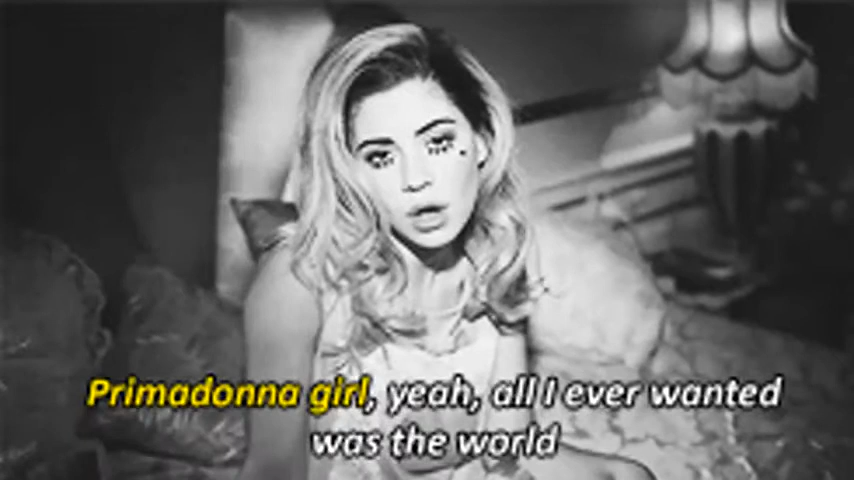 Primadonna girl, yeah, all I ever wanted
was the world